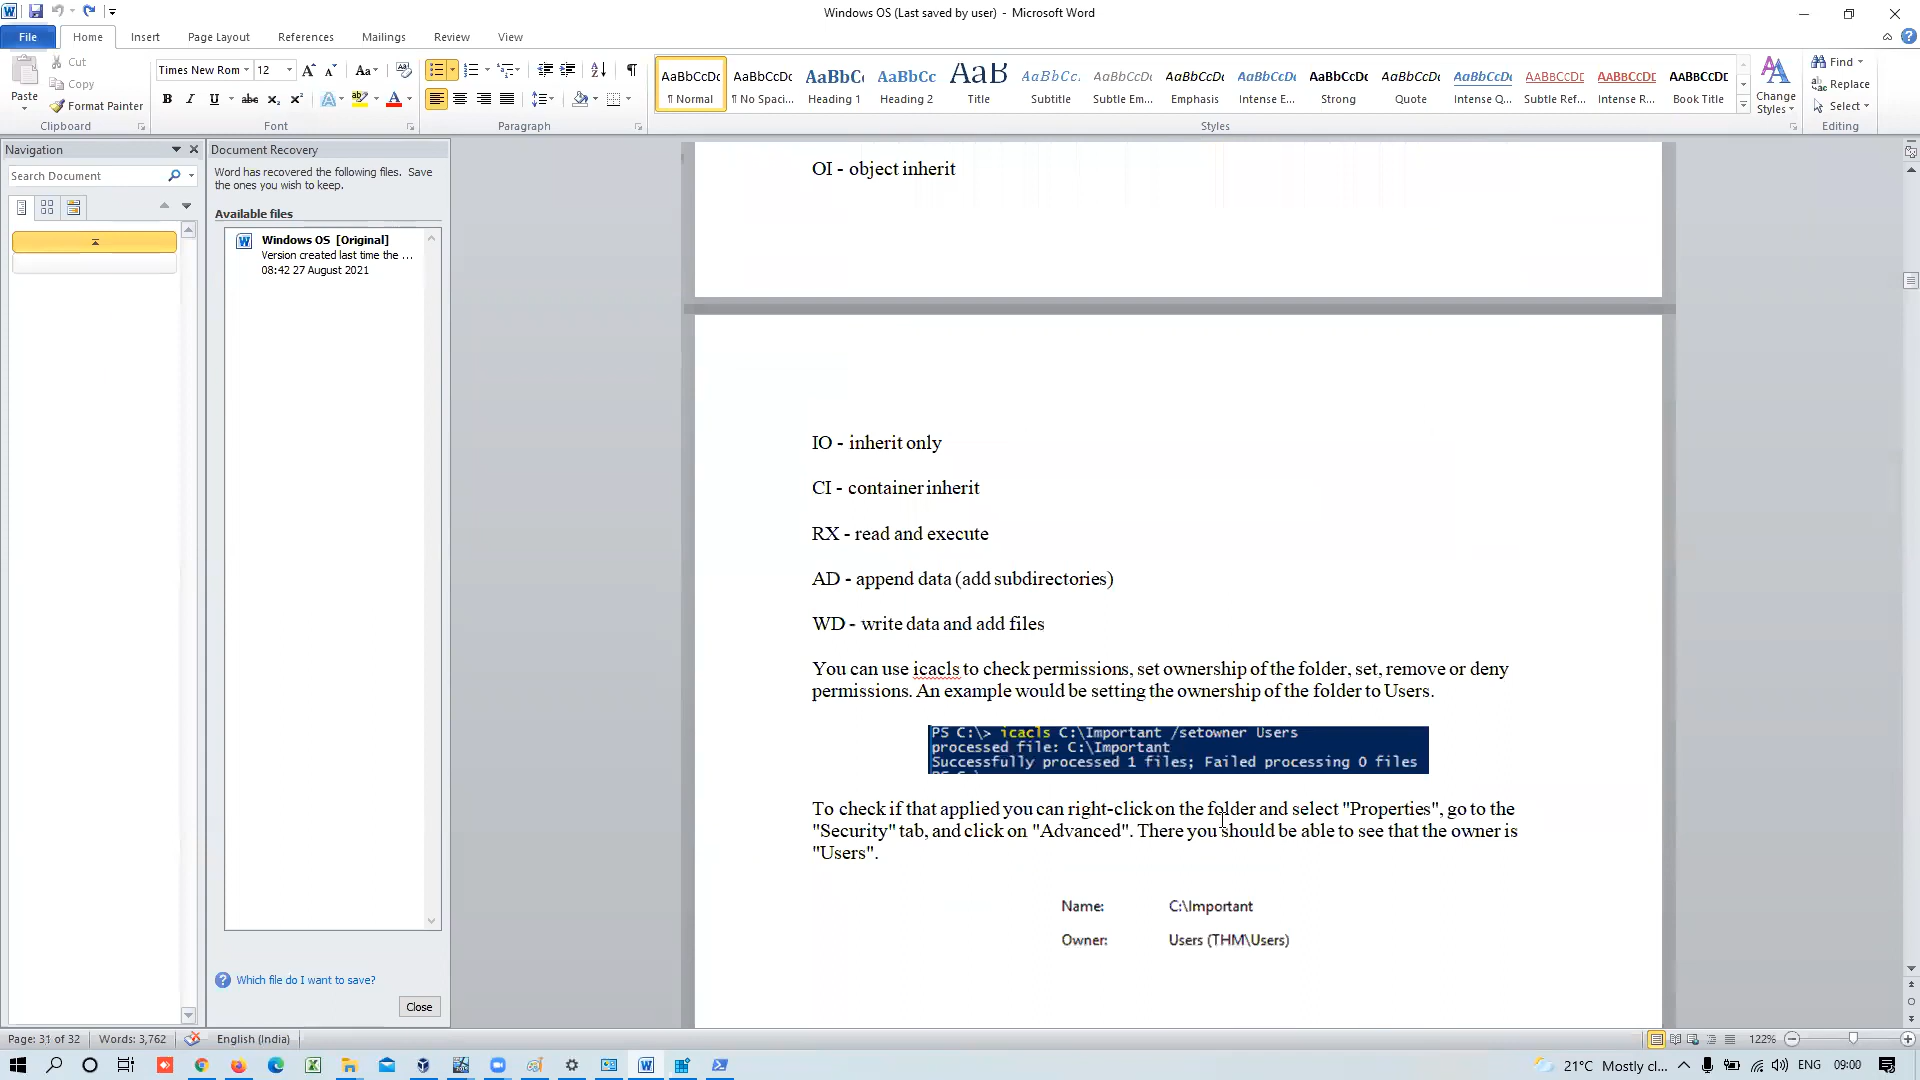 Windows OS (Last saved by user) - Microsoft Word
File Home Insert Page Layout References Mailings Review View
Paste
Cut
Copy
Format Painter
Clipboard
Times New Rom 12
Font
Paragraph
AaBbCcDc AaBbCcDc AaBbC AaBbCc AaB AaBbCc. AaBbCcDc AaBbCcDc AaBbCcDc AaBbCcDc AaBbCcDc AaBbCcDc AABBCCDE AABBCCDE AABBCCDE
¶ Normal ¶ No Spaci... Heading 1 Heading 2 Title Subtitle Subtle Em... Emphasis Intense E... Strong Quote Intense Q... Subtle Ref... Intense R... Book Title
Styles
Change
Styles
Find
Replace
Select
Editing
Navigation
Search Document
Document Recovery
Word has recovered the following files. Save
the ones you wish to keep.
Available files
Windows OS [Original]
Version created last time the ...
08:42 27 August 2021
Which file do I want to save?
Close
OI - object inherit
IO - inherit only
CI - container inherit
RX - read and execute
AD - append data (add subdirectories)
WD - write data and add files
You can use icacls to check permissions, set ownership of the folder, set, remove or deny
permissions. An example would be setting the ownership of the folder to Users.
PS C:\> icacls C:\Important /setowner Users
processed file: C:\Important
Successfully processed 1 files; Failed processing 0 files
To check if that applied you can right-click on the folder and select "Properties", go to the
"Security" tab, and click on "Advanced". There you should be able to see that the owner is
"Users".
Name: C:\Important
Owner: Users (THM\Users)
Page: 31 of 32 Words: 3,762 English (India) 122%
21°C Mostly cl... ENG 09:00